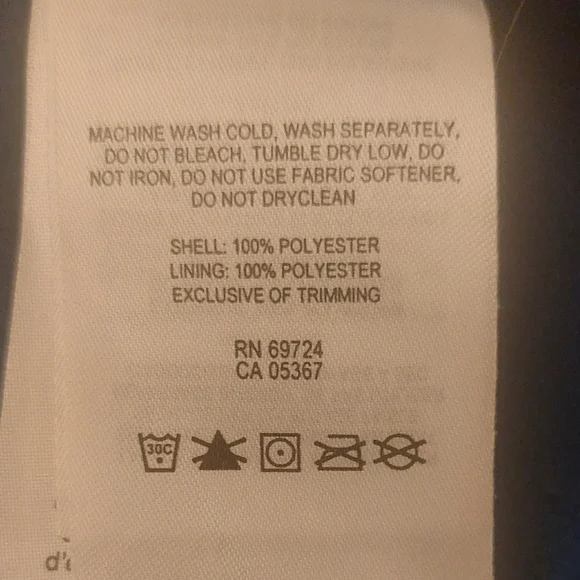 MACHINE WASH COLD, WASH SEPARATELY,
DO NOT BLEACH, TUMBLE DRY LOW, DO
NOT IRON, DO NOT USE FABRIC SOFTENER,
DO NOT DRYCLEAN
SHELL: 100% POLYESTER
LINING: 100% POLYESTER
EXCLUSIVE OF TRIMMING
RN 69724
CA 05367
30C